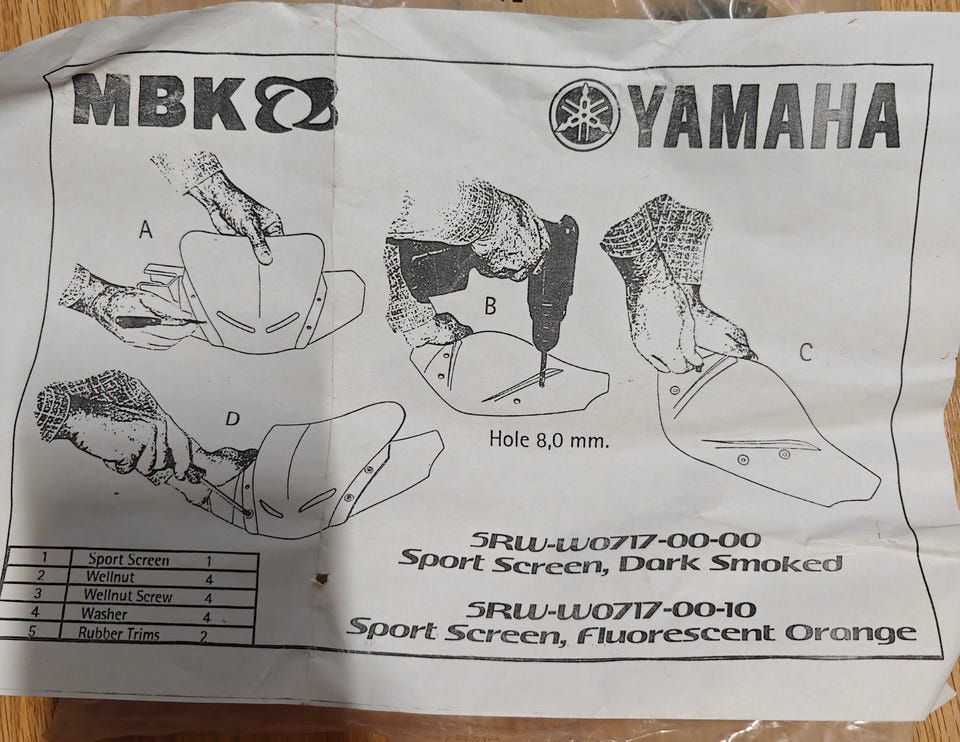 MBK
YAMAHA
A
B
C
D
Hole 8,0 mm.
1 Sport Screen 1
2 Wellnut 4
3 Wellnut Screw 4
4 Washer 4
5 Rubber Trims 2
5RW-W0717-00-00
Sport Screen, Dark Smoked
5RW-W0717-00-10
Sport Screen, Fluorescent Orange